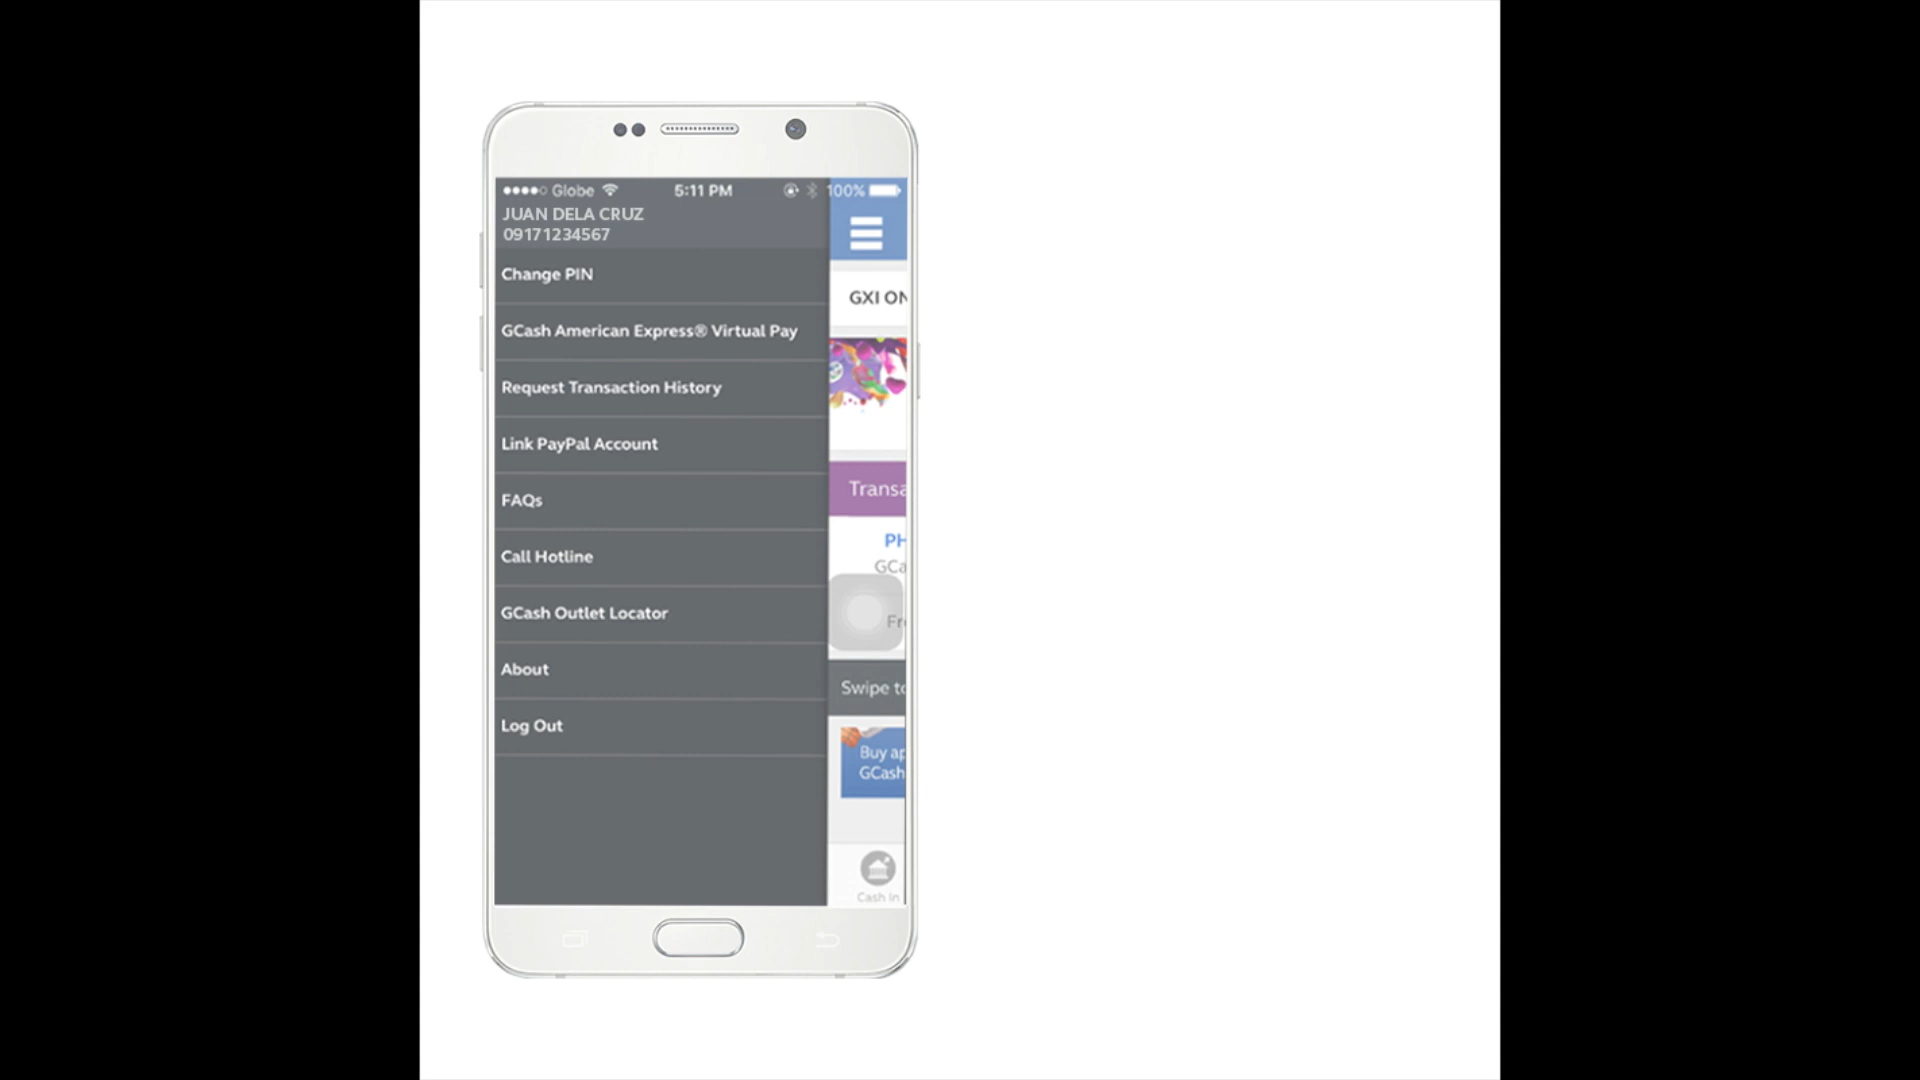 Globe 5:11 PM 100%
JUAN DELA CRUZ
09171234567
Change PIN
GCash American Express® Virtual Pay
Request Transaction History
Link PayPal Account
FAQs
Call Hotline
GCash Outlet Locator
About
Log Out
GXI ON
Transa
PH
GCa
Fr
Swipe to
Buy ap
GCash
Cash In